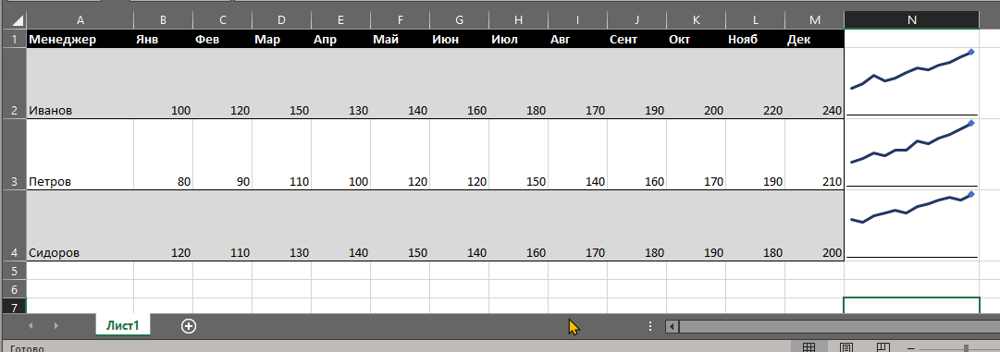 A B C D E F G H I J K L M N
1 Менеджер Янв Фев Мар Апр Май Июн Июл Авг Сент Окт Нояб Дек
2 Иванов 100 120 150 130 140 160 180 170 190 200 220 240
3 Петров 80 90 110 100 120 120 150 140 160 170 190 210
4 Сидоров 120 110 130 140 150 140 160 170 180 190 180 200
5
6
7
Лист1
Готово